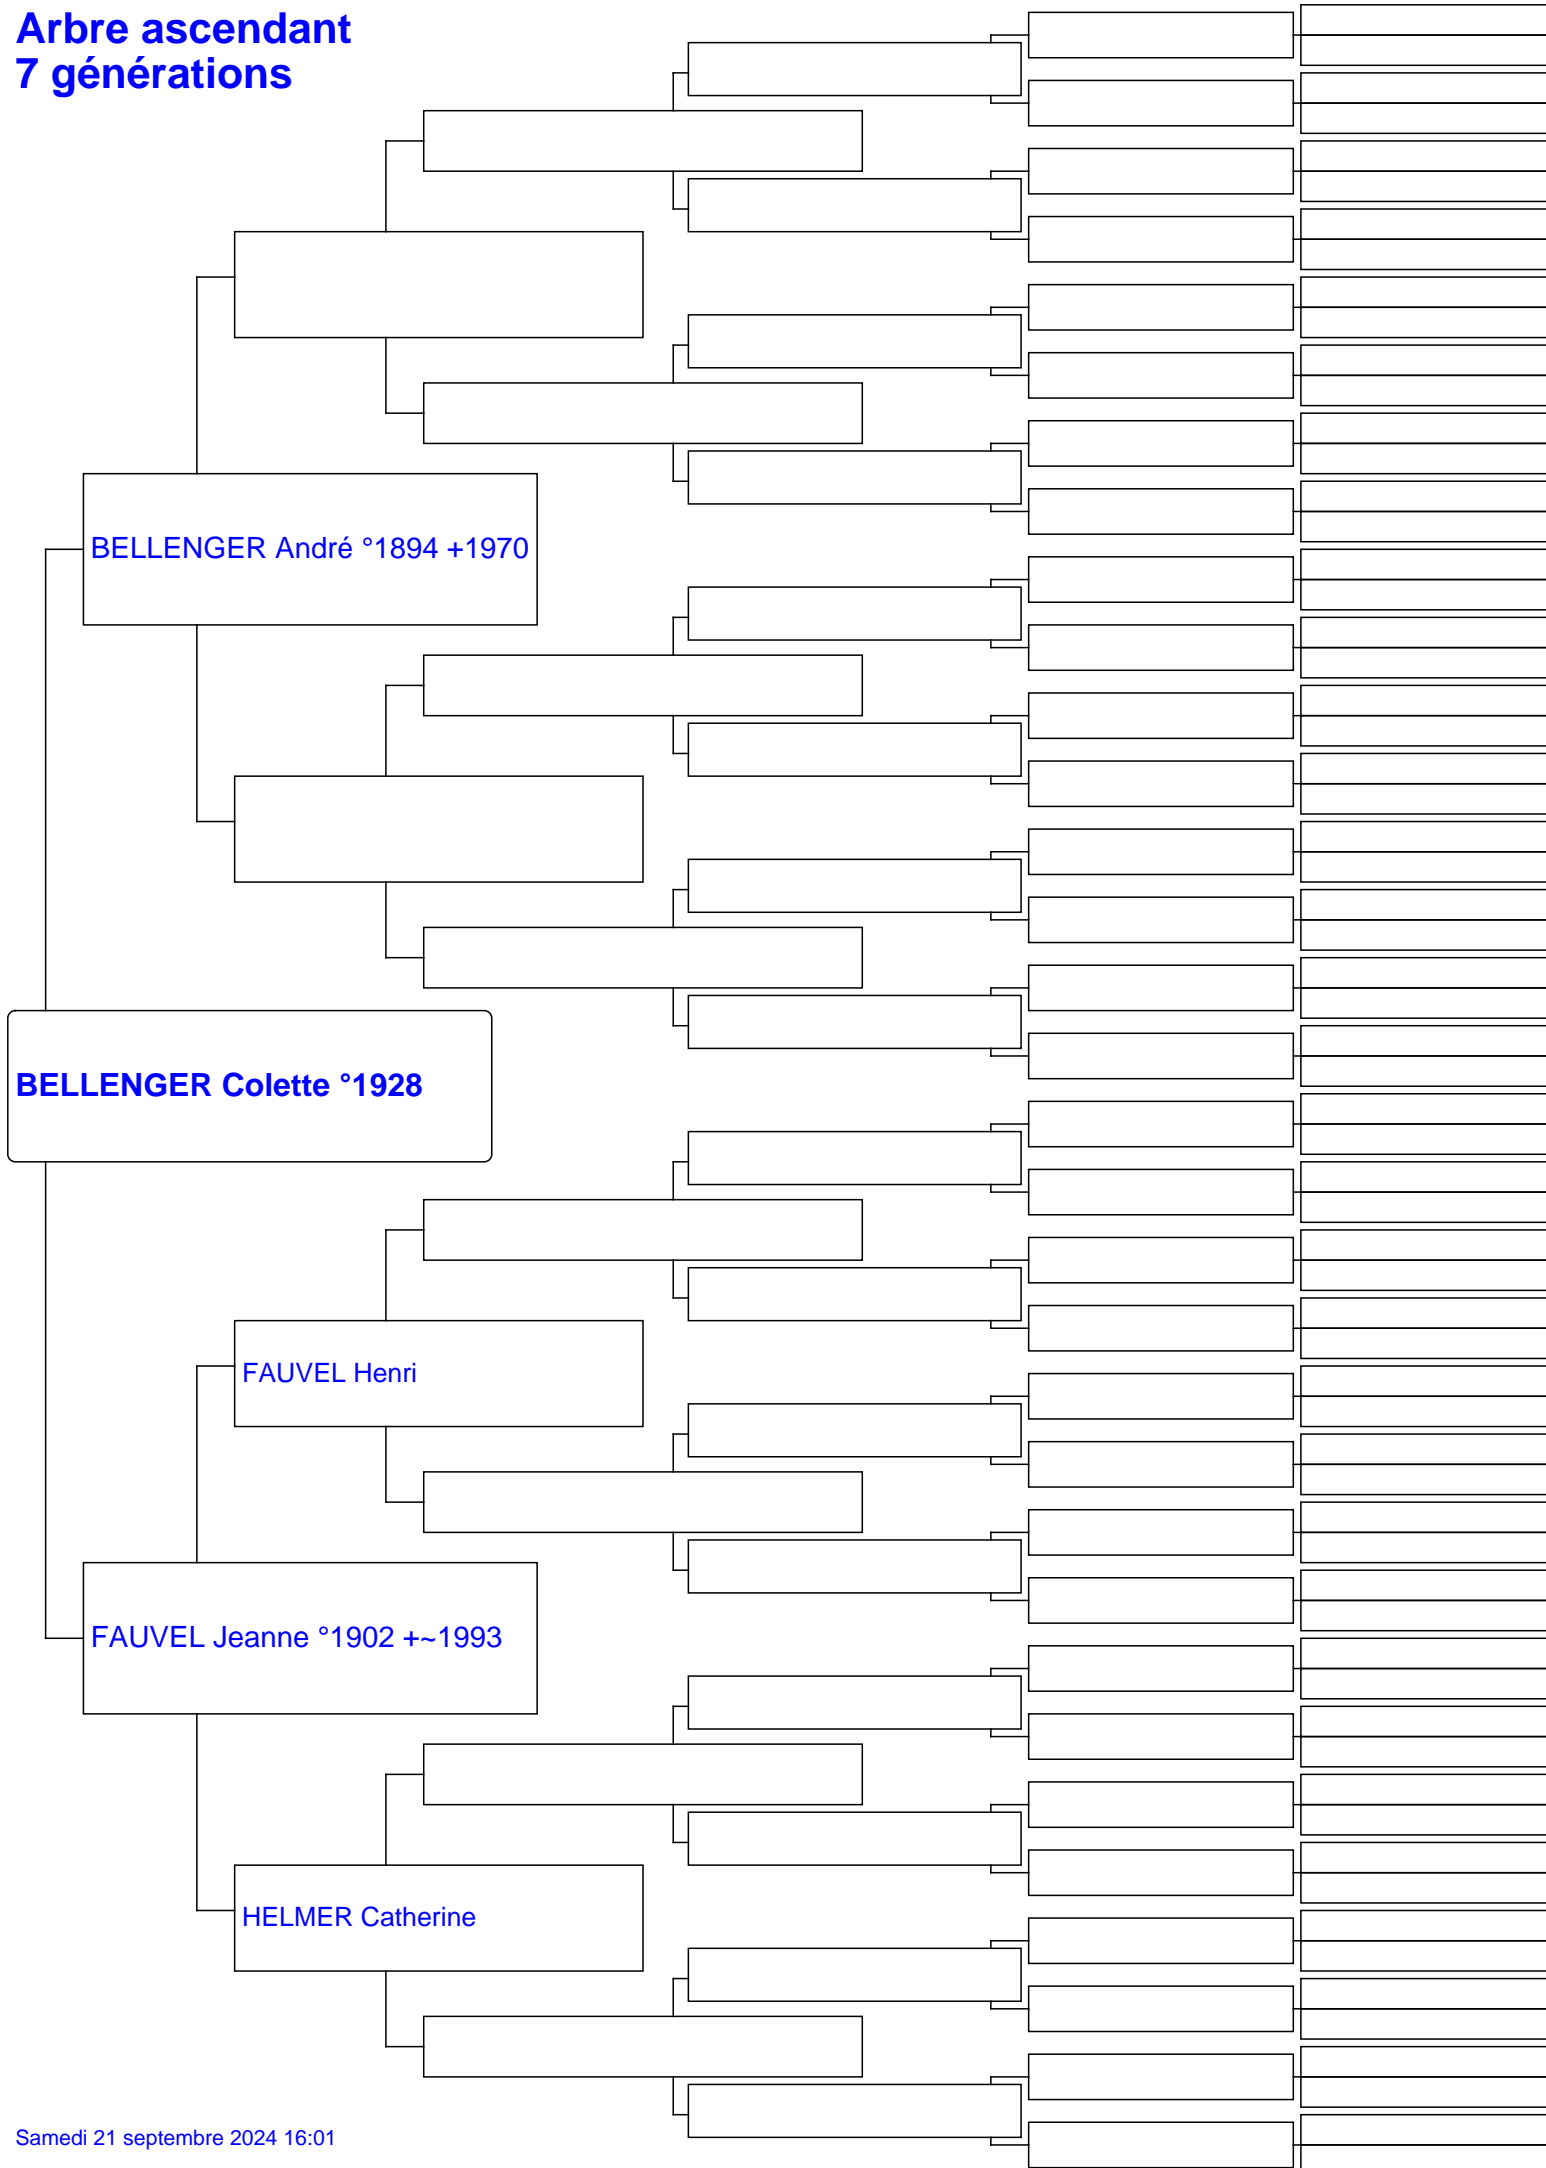 Arbre ascendant
7 générations
BELLENGER André °1894 +1970
BELLENGER Colette °1928
FAUVEL Henri
FAUVEL Jeanne °1902 +~1993
HELMER Catherine
Samedi 21 septembre 2024 16:01